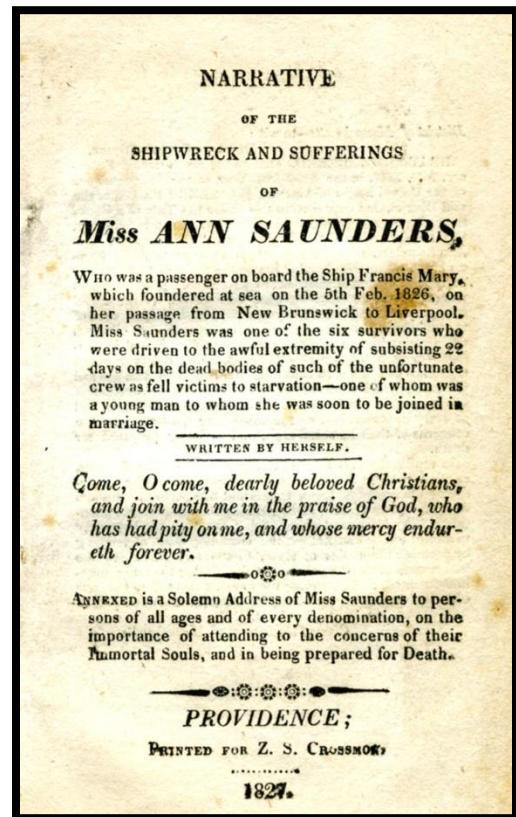 NARRATIVE
OF THE
SHIPWRECK AND SUFFERINGS
OF
Miss ANN SAUNDERS,
WHO was a passenger on board the Ship Francis Mary,
which foundered at sea on the 5th Feb. 1826, on
her passage from New Brunswick to Liverpool.
Miss Saunders was one of the six survivors who
were driven to the awful extremity of subsisting 22
days on the dead bodies of such of the unfortunate
crew as fell victims to starvation—one of whom was
a young man to whom she was soon to be joined in
marriage.
WRITTEN BY HERSELF.
Come, O come, dearly beloved Christians,
and join with me in the praise of God, who
has had pity on me, and whose mercy endur-
eth forever.
ANNEXED is a Solemn Address of Miss Saunders to per-
sons of all ages and of every denomination, on the
importance of attending to the concerns of their
Immortal Souls, and in being prepared for Death.
PROVIDENCE;
PRINTED FOR Z. S. CROSSMON,
1827.